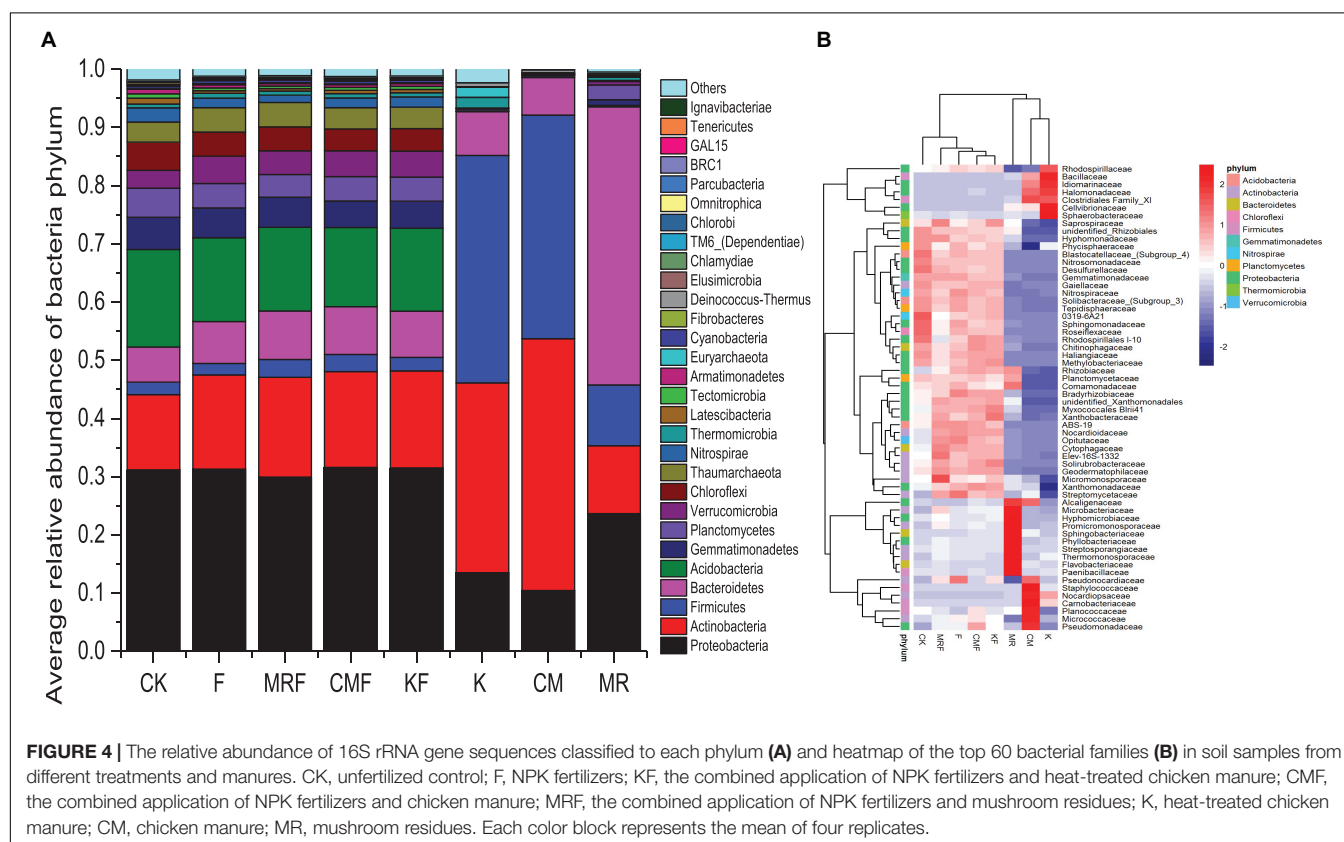 A
B
Average relative abundance of bacteria phylum
1.0
0.9
0.8
0.7
0.6
0.5
0.4
0.3
0.2
0.1
0.0
CK F MRF CMF KF K CM MR
Others
Ignavibacteriae
Tenericutes
GAL15
BRC1
Parcubacteria
Omnitrophica
Chlorobi
TM6_(Dependentiae)
Chlamydiae
Elusimicrobia
Deinococcus-Thermus
Fibrobacteres
Cyanobacteria
Euryarchaeota
Armatimonadetes
Tectomicrobia
Latescibacteria
Thermomicrobia
Nitrospirae
Thaumarchaeota
Chloroflexi
Verrucomicrobia
Planctomycetes
Gemmatimonadetes
Acidobacteria
Bacteroidetes
Firmicutes
Actinobacteria
Proteobacteria
Rhodospirillaceae
Bacillaceae
Idiomarinaceae
Halomonadaceae
Clostridiales Family_XI
Cellvibrionaceae
Sphaerobacteraceae
Saprospiraceae
unidentified_Rhizobiales
Hyphomonadaceae
Phycisphaeraceae
Blastocatellaceae_(Subgroup_4)
Nitrosomonadaceae
Desulfurellaceae
Gemmatimonadaceae
Gaiellaceae
Nitrospiraceae
Solibacteraceae_(Subgroup_3)
Tepidisphaeraceae
0319-6A21
Sphingomonadaceae
Roseiflexaceae
Rhodospirillales I-10
Chitinophagaceae
Haliangiaceae
Methylobacteriaceae
Rhizobiaceae
Planctomycetaceae
Comamonadaceae
Bradyrhizobiaceae
unidentified_Xanthomonadales
Myxococcales Blrii41
Xanthobacteraceae
ABS-19
Nocardioidaceae
Opitutaceae
Cytophagaceae
Elev-16S-1332
Solirubrobacteraceae
Geodermatophilaceae
Micromonosporaceae
Xanthomonadaceae
Streptomycetaceae
Alcaligenaceae
Microbacteriaceae
Hyphomicrobiaceae
Promicromonosporaceae
Sphingobacteriaceae
Phyllobacteriaceae
Streptosporangiaceae
Thermomonosporaceae
Flavobacteriaceae
Paenibacillaceae
Pseudonocardiaceae
Staphylococcaceae
Nocardiopsaceae
Carnobacteriaceae
Planococcaceae
Micrococcaceae
Pseudomonadaceae
phylum CK MRF F CMF KF MR CM K
2
1
0
-1
-2
phylum
Acidobacteria
Actinobacteria
Bacteroidetes
Chloroflexi
Firmicutes
Gemmatimonadetes
Nitrospirae
Planctomycetes
Proteobacteria
Thermomicrobia
Verrucomicrobia
FIGURE 4 | The relative abundance of 16S rRNA gene sequences classified to each phylum (A) and heatmap of the top 60 bacterial families (B) in soil samples from
different treatments and manures. CK, unfertilized control; F, NPK fertilizers; KF, the combined application of NPK fertilizers and heat-treated chicken manure; CMF,
the combined application of NPK fertilizers and chicken manure; MRF, the combined application of NPK fertilizers and mushroom residues; K, heat-treated chicken
manure; CM, chicken manure; MR, mushroom residues. Each color block represents the mean of four replicates.